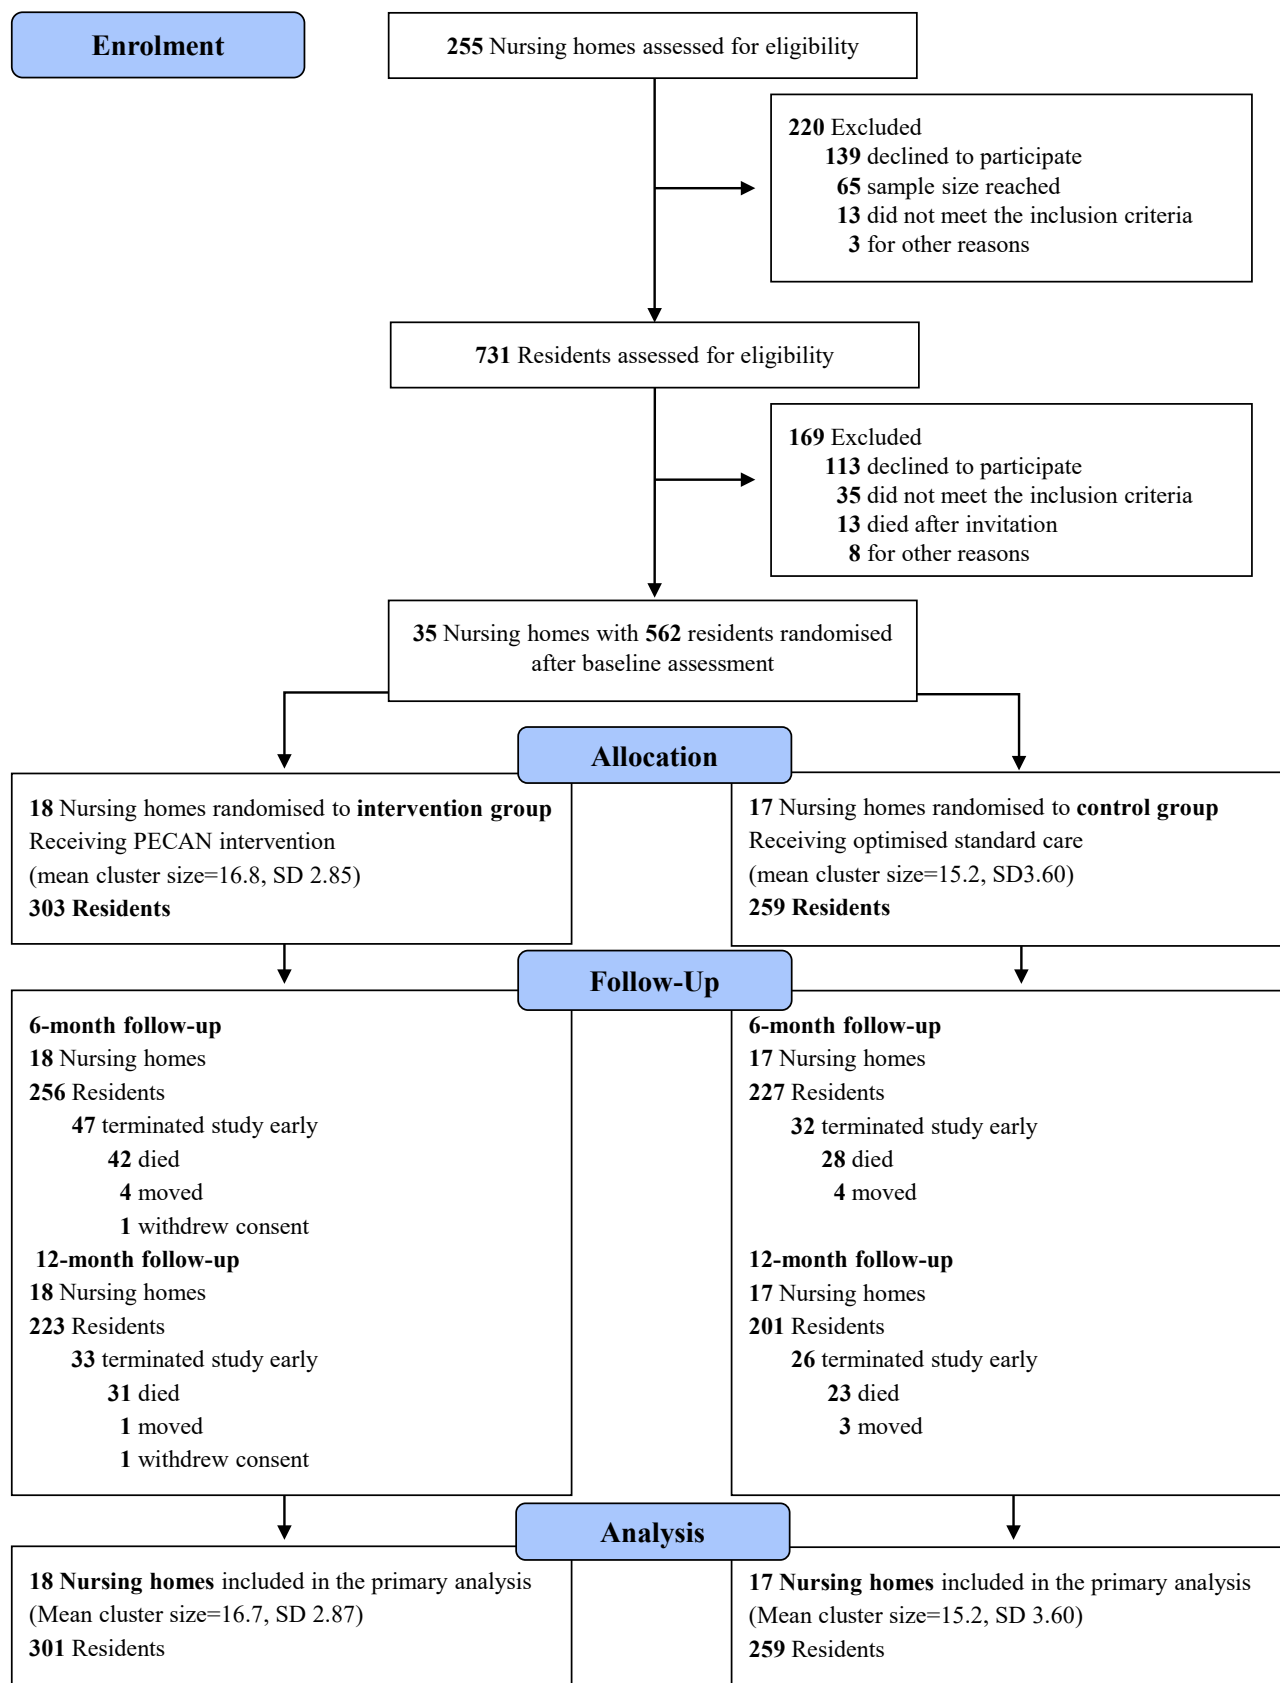 Enrolment
255 Nursing homes assessed for eligibility
220 Excluded
139 declined to participate
65 sample size reached
13 did not meet the inclusion criteria
3 for other reasons
731 Residents assessed for eligibility
169 Excluded
113 declined to participate
35 did not meet the inclusion criteria
13 died after invitation
8 for other reasons
35 Nursing homes with 562 residents randomised
after baseline assessment
Allocation
18 Nursing homes randomised to intervention group
Receiving PECAN intervention
(mean cluster size=16.8, SD 2.85)
303 Residents
17 Nursing homes randomised to control group
Receiving optimised standard care
(mean cluster size=15.2, SD3.60)
259 Residents
Follow-Up
6-month follow-up
18 Nursing homes
256 Residents
47 terminated study early
42 died
4 moved
1 withdrew consent
12-month follow-up
18 Nursing homes
223 Residents
33 terminated study early
31 died
1 moved
1 withdrew consent
6-month follow-up
17 Nursing homes
227 Residents
32 terminated study early
28 died
4 moved
12-month follow-up
17 Nursing homes
201 Residents
26 terminated study early
23 died
3 moved
Analysis
18 Nursing homes included in the primary analysis
(Mean cluster size=16.7, SD 2.87)
301 Residents
17 Nursing homes included in the primary analysis
(Mean cluster size=15.2, SD 3.60)
259 Residents